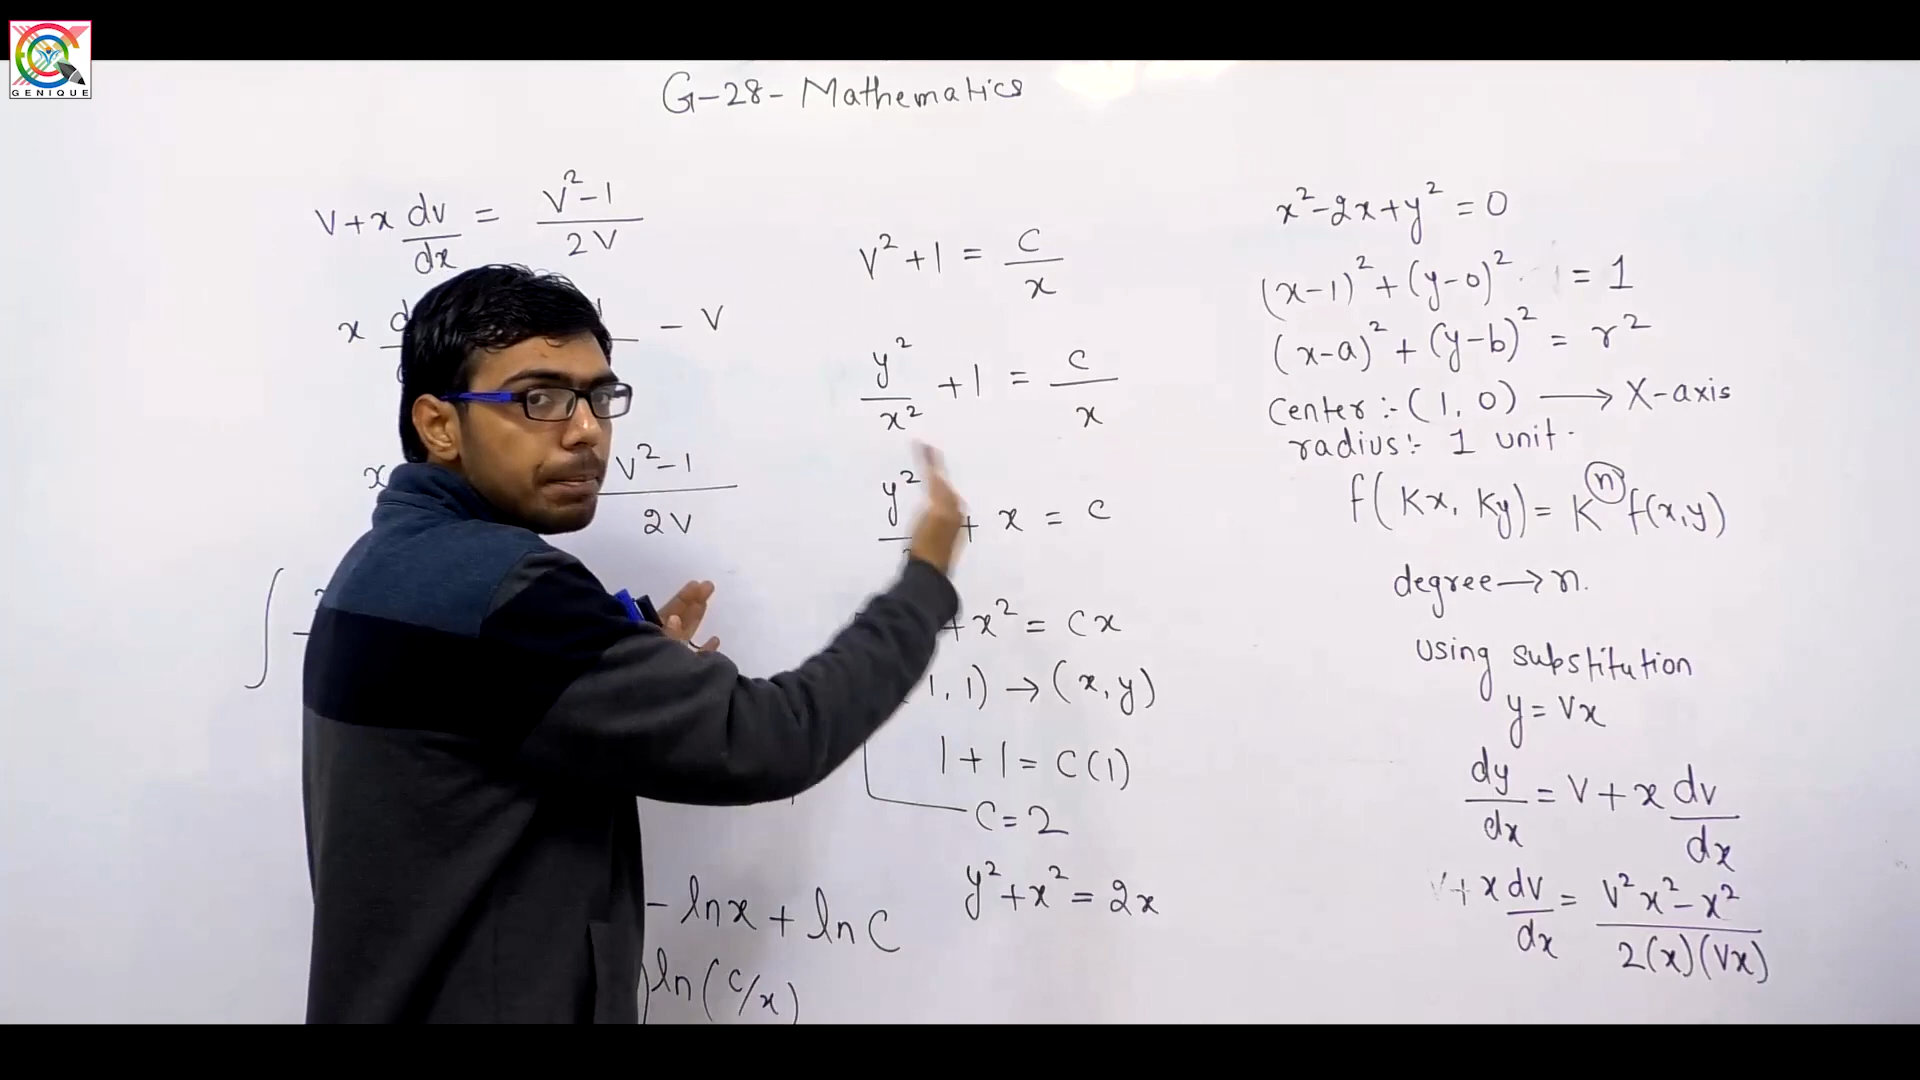 GENIQUE
G-28- Mathematics
V+x dv/dx = V²-1/2V
x - V
x V²-1/2V
∫
- lnx + lnC
ln(c/x)
V²+1 = C/x
y²/x² +1 = C/x
y² + x = C
+x² = Cx
1,1) → (x,y)
1+1 = C(1)
C=2
y²+x² = 2x
x²-2x+y² = 0
(x-1)²+(y-0)² = 1
(x-a)²+(y-b)² = r²
Center :- (1,0) → X-axis
radius:- 1 unit.
f(Kx, Ky) = Kⁿ f(x,y)
degree → n.
using substitution
y = Vx
dy/dx = V+x dv/dx
V+x dv/dx = V²x²-x²/2(x)(Vx)